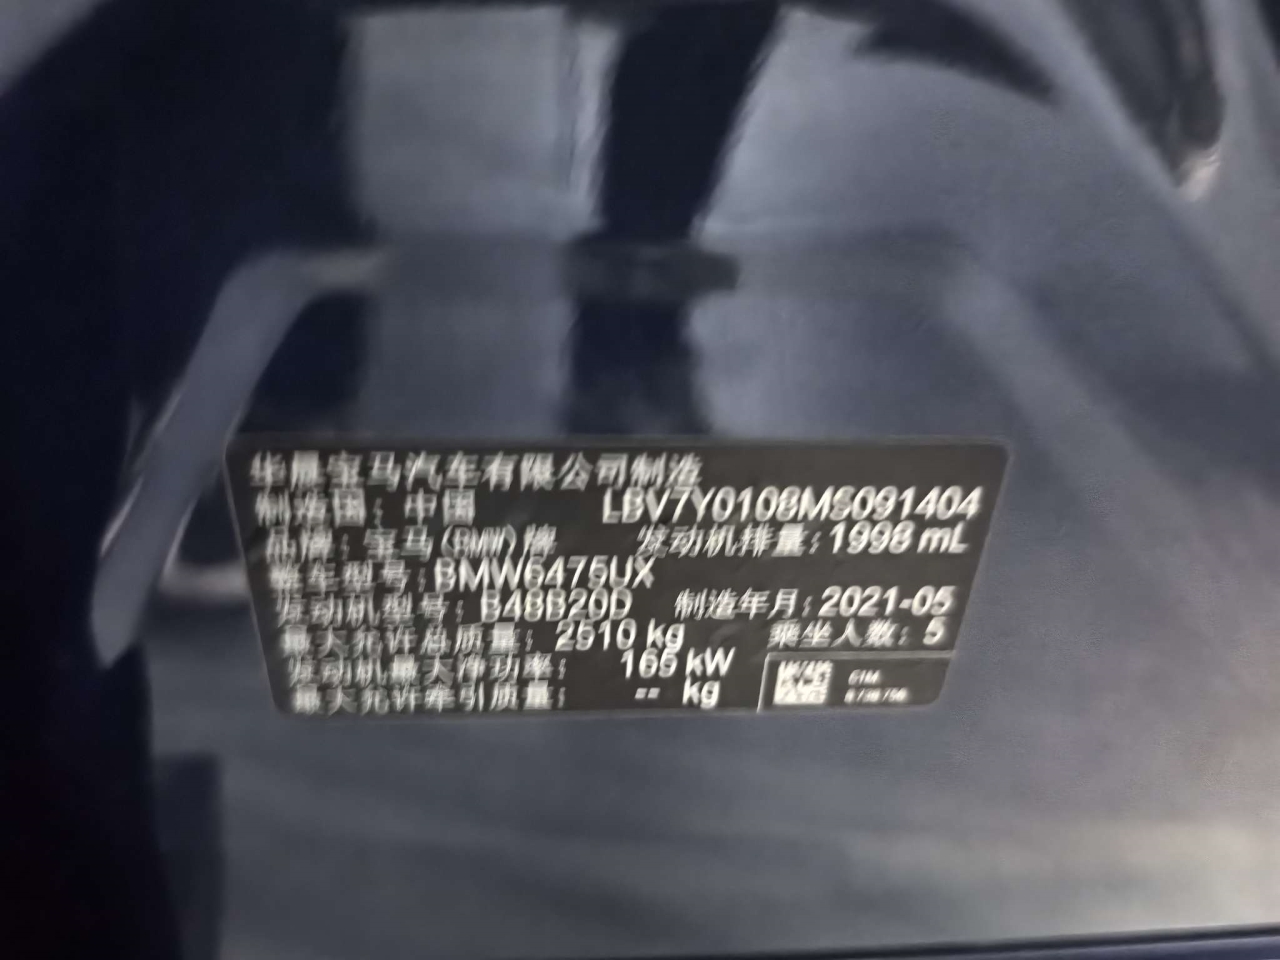 华晨宝马汽车有限公司制造
制造国：中国 LBV7Y0108MS091404
品牌：宝马(BMW)牌 发动机排量：1998 mL
整车型号：BMW6475UX
发动机型号：B48B20D 制造年月：2021-05
最大允许总质量：2510 kg 乘坐人数：5
发动机最大净功率：165 kW
最大允许牵引质量：-- kg